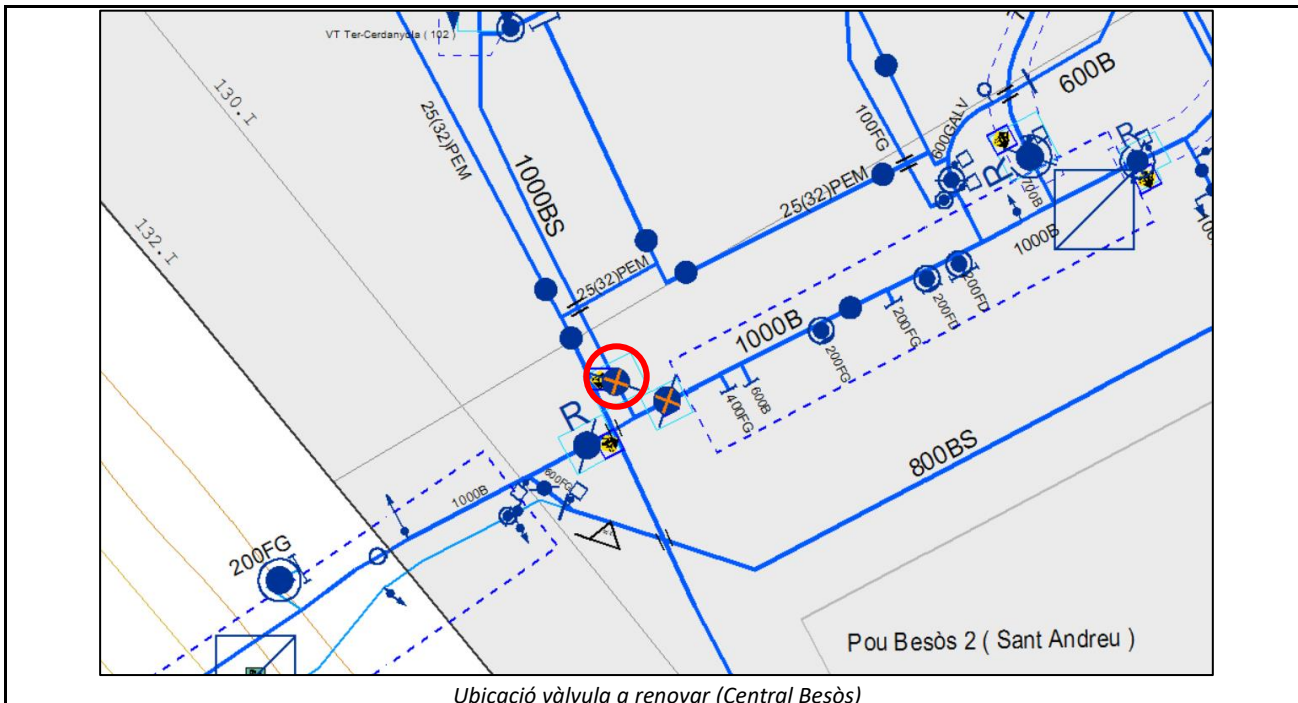 VT Ter-Cerdanyola ( 102 )
130.I
132.I
25(32)PEM
1000BS
100FG
600GALV
600B
R
R
700B
25(32)PEM
1000B
25(32)PEM
1000B
200FD
200FD
200FG
200FG
600B
400FG
R
800BS
600FG
1000B
200FG
Pou Besòs 2 ( Sant Andreu )
Ubicació vàlvula a renovar (Central Besòs)